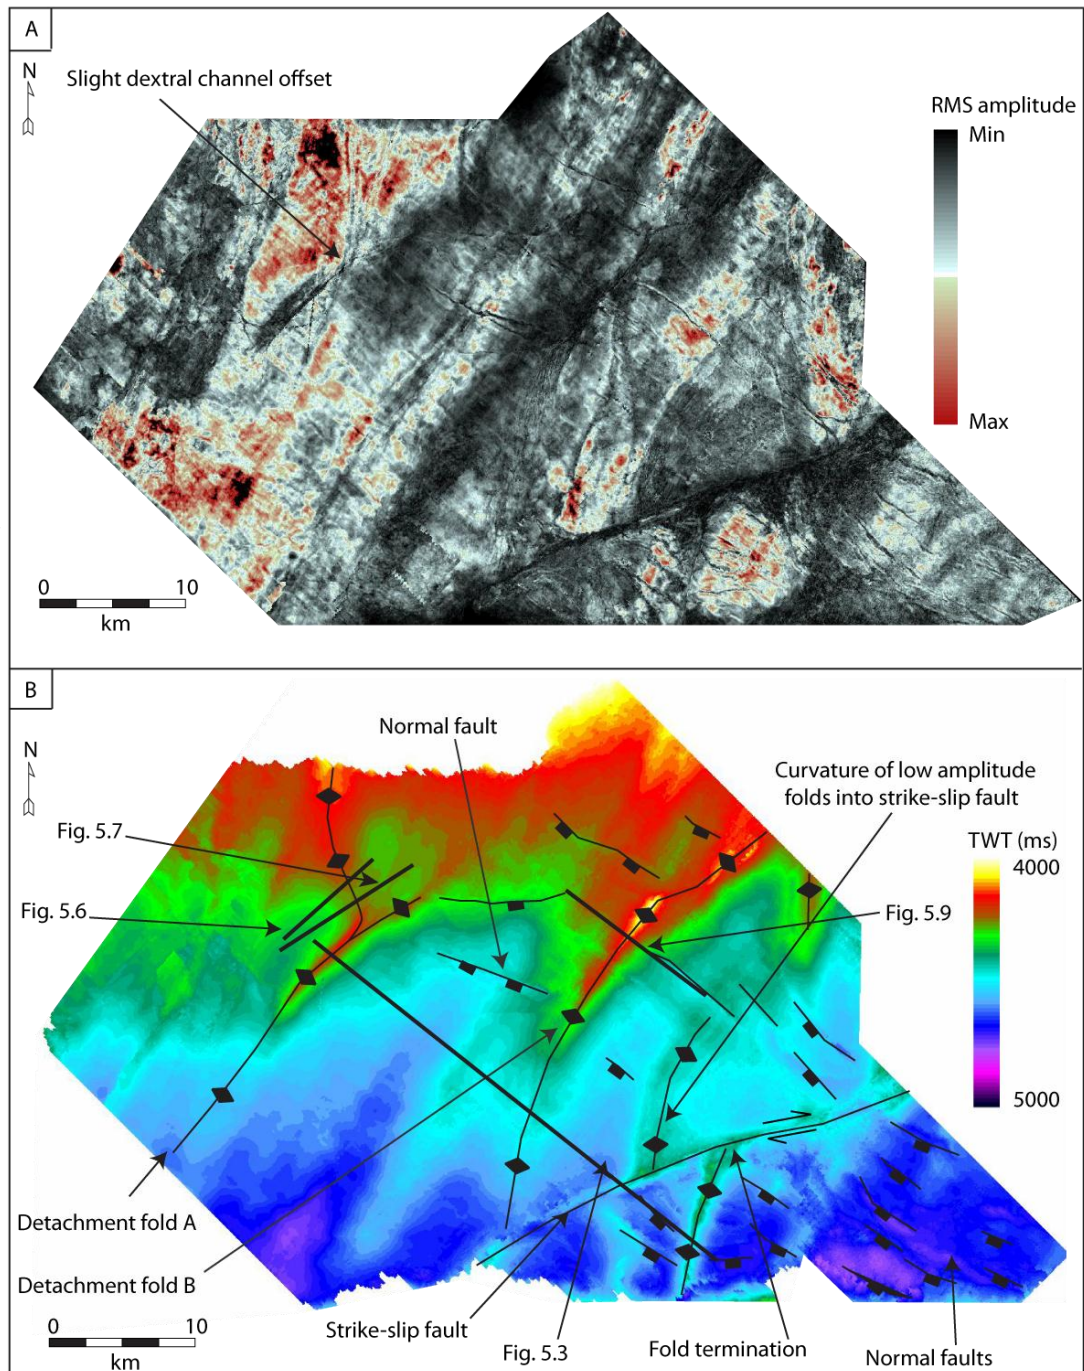 A
N
Slight dextral channel offset
RMS amplitude
Min
Max
0 10
km
B
N
Normal fault
Curvature of low amplitude
folds into strike-slip fault
Fig. 5.7
TWT (ms)
4000
Fig. 5.6
Fig. 5.9
5000
Detachment fold A
Detachment fold B
Strike-slip fault
Fig. 5.3
Fold termination
Normal faults
0 10
km